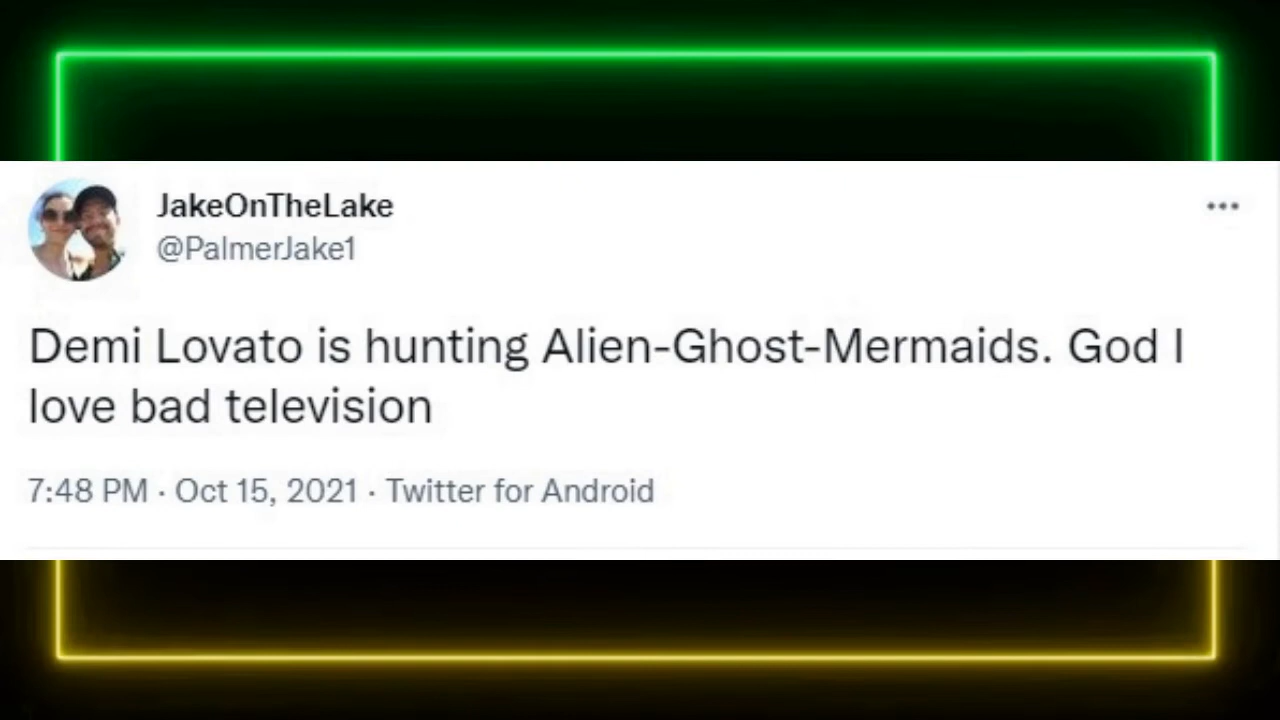 JakeOnTheLake
@PalmerJake1
Demi Lovato is hunting Alien-Ghost-Mermaids. God I
love bad television
7:48 PM · Oct 15, 2021 · Twitter for Android